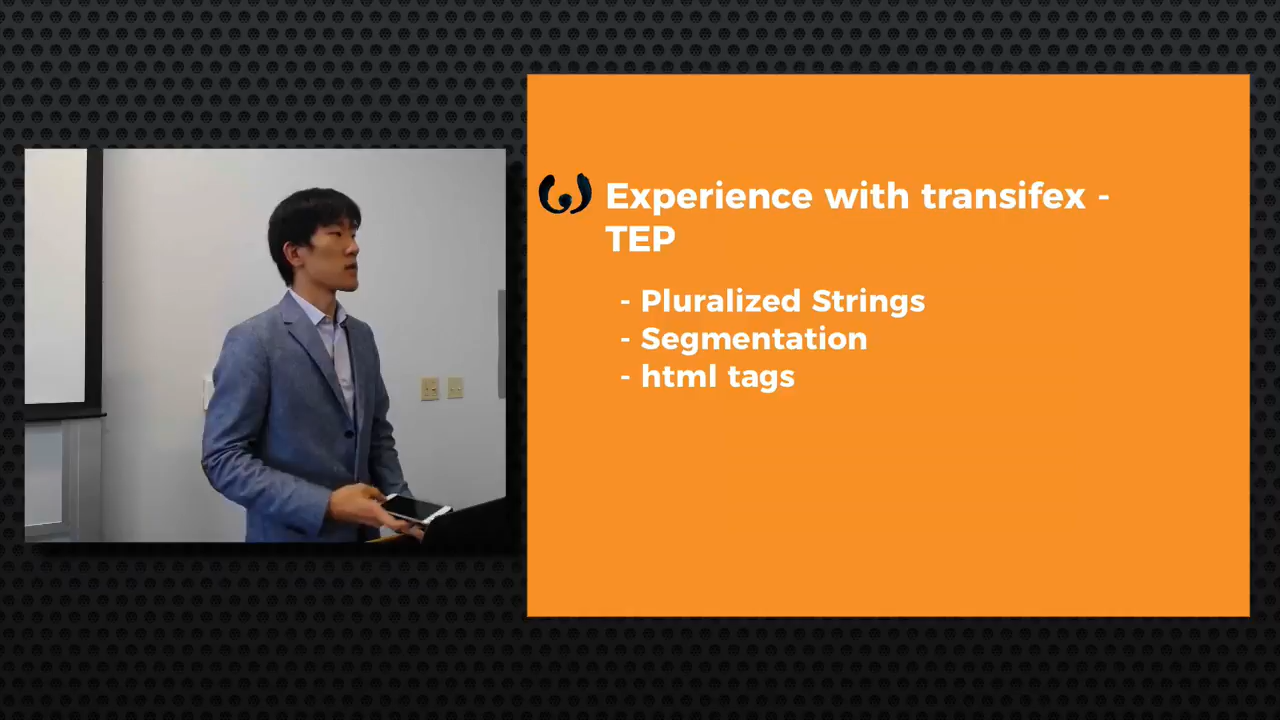 Experience with transifex -
TEP
- Pluralized Strings
- Segmentation
- html tags